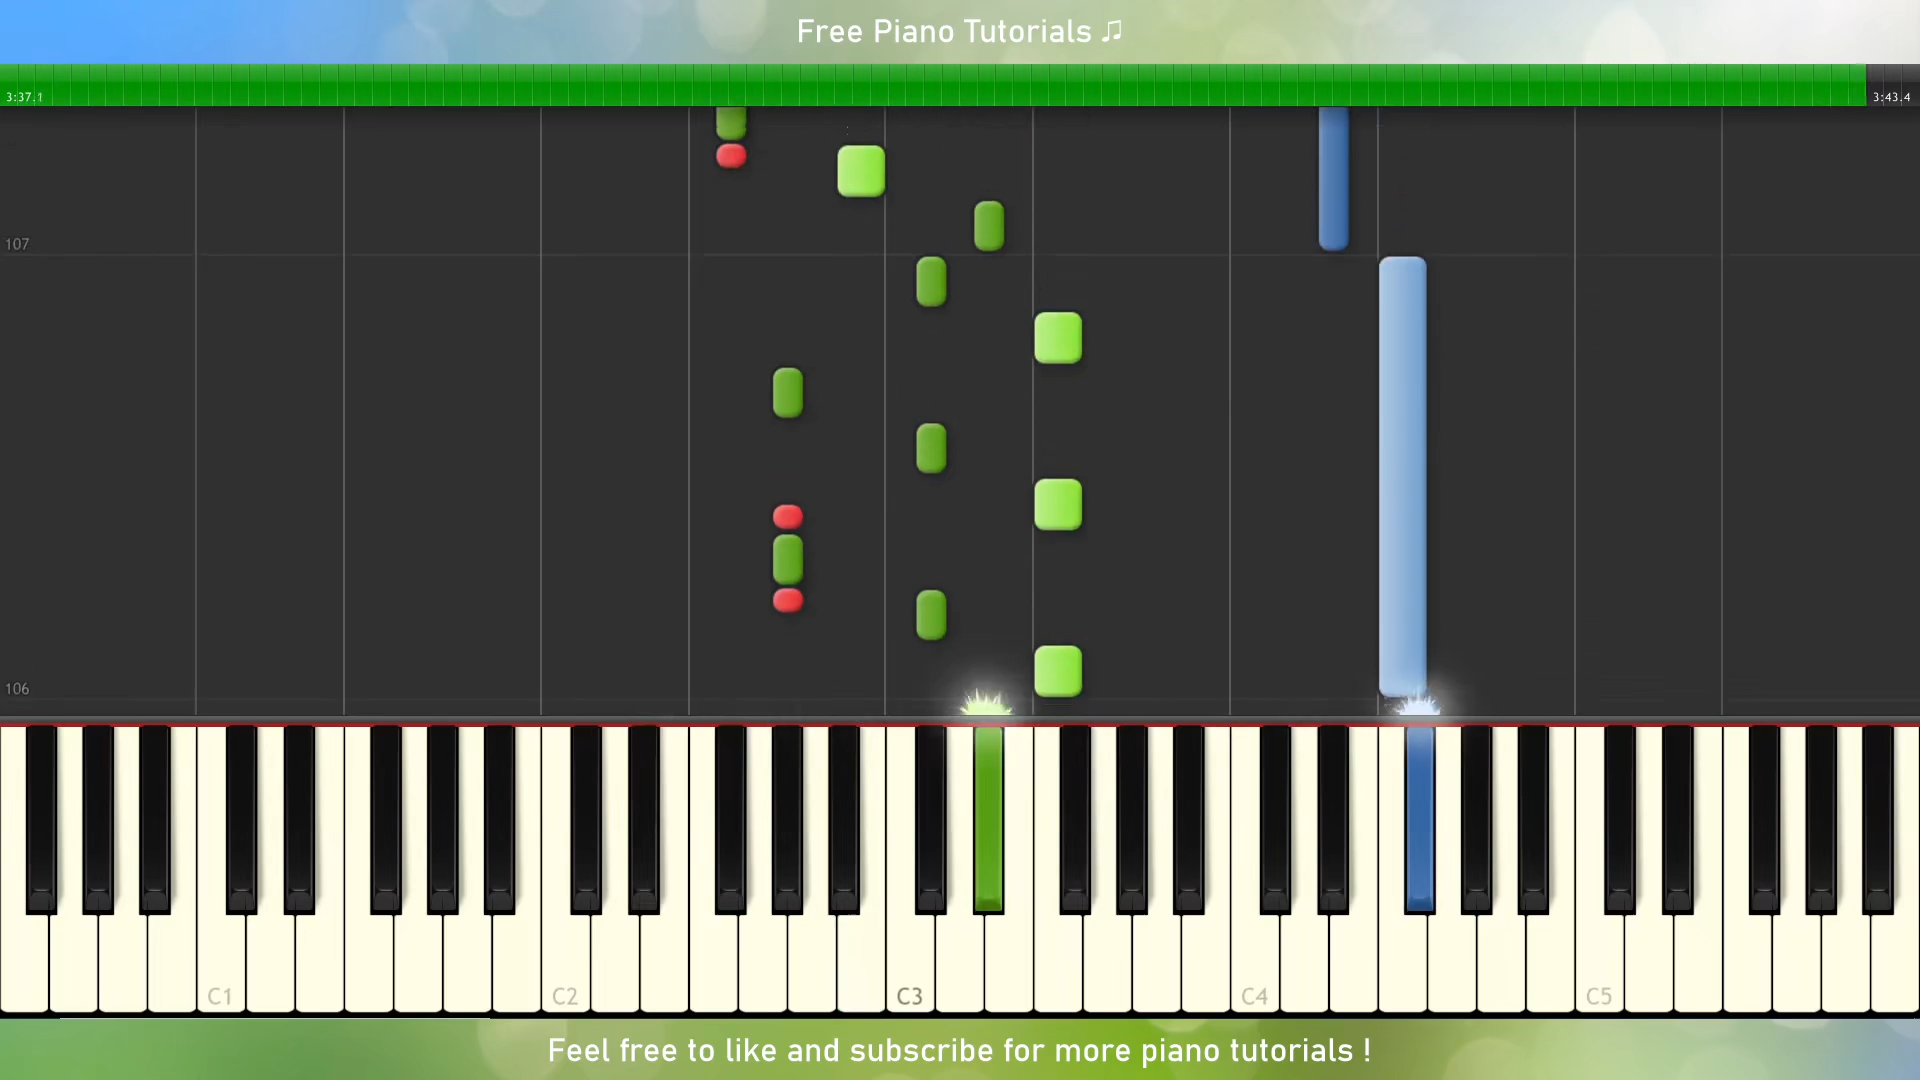 Free Piano Tutorials ♫
3:37.1
3:43.4
107
106
C1 C2 C3 C4 C5
Feel free to like and subscribe for more piano tutorials !